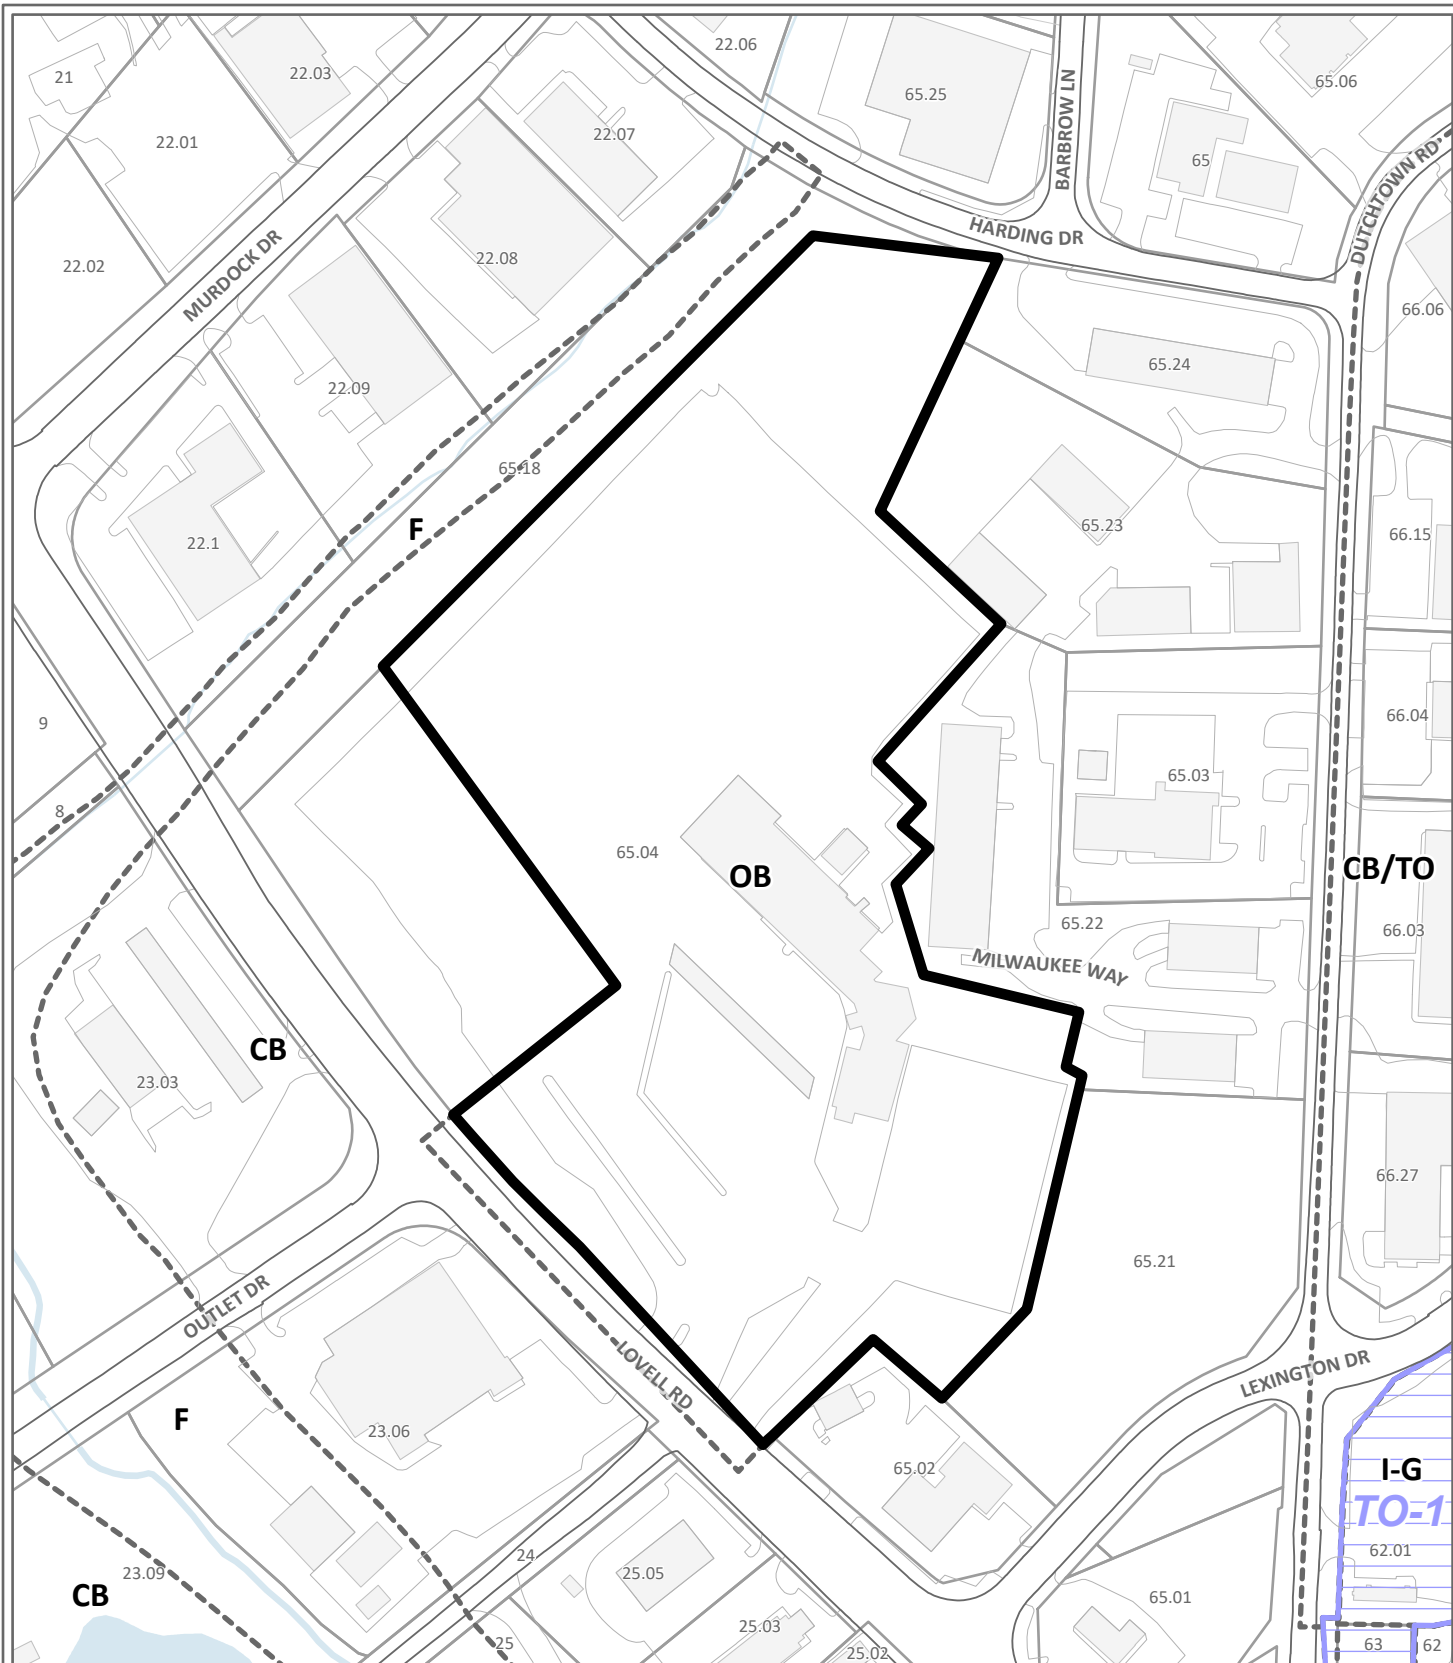 22.06
21
22.03
65.06
65.25
BARBROW LN
22.07
22.01
65
DUTCHTOWN RD
HARDING DR
22.08
22.02
MURDOCK DR
66.06
65.24
22.09
65.18
F
65.23
66.15
22.1
66.04
9
65.03
8
65.04
CB/TO
OB
65.22
66.03
MILWAUKEE WAY
CB
23.03
66.27
65.21
OUTLET DR
LOVELL RD
LEXINGTON DR
F
23.06
65.02
I-G
TO-1
62.01
24
23.09
25.05
CB
65.01
25.03
25
25.02
63
62